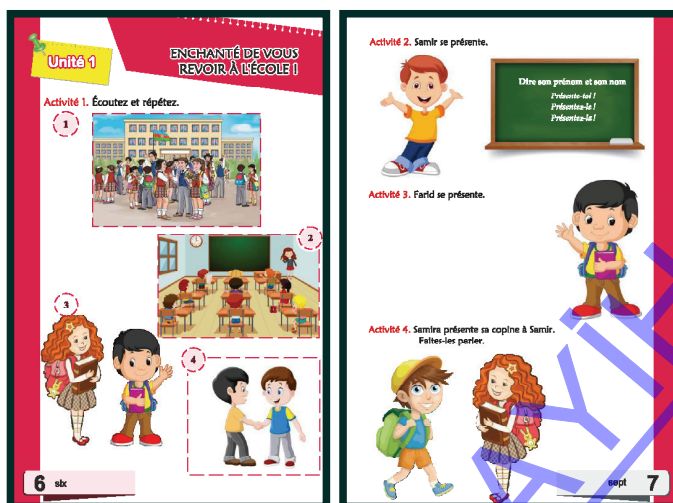 Unité 1
ENCHANTÉ DE VOUS
REVOIR À L'ÉCOLE !
Activité 1. Écoutez et répétez.
1
2
3
4
6 six
Activité 2. Samir se présente.
Dire son prénom et son nom
Présente-toi !
Présentez-le !
Présentez-la !
Activité 3. Farid se présente.
Activité 4. Samira présente sa copine à Samir.
Faites-les parler.
sept 7